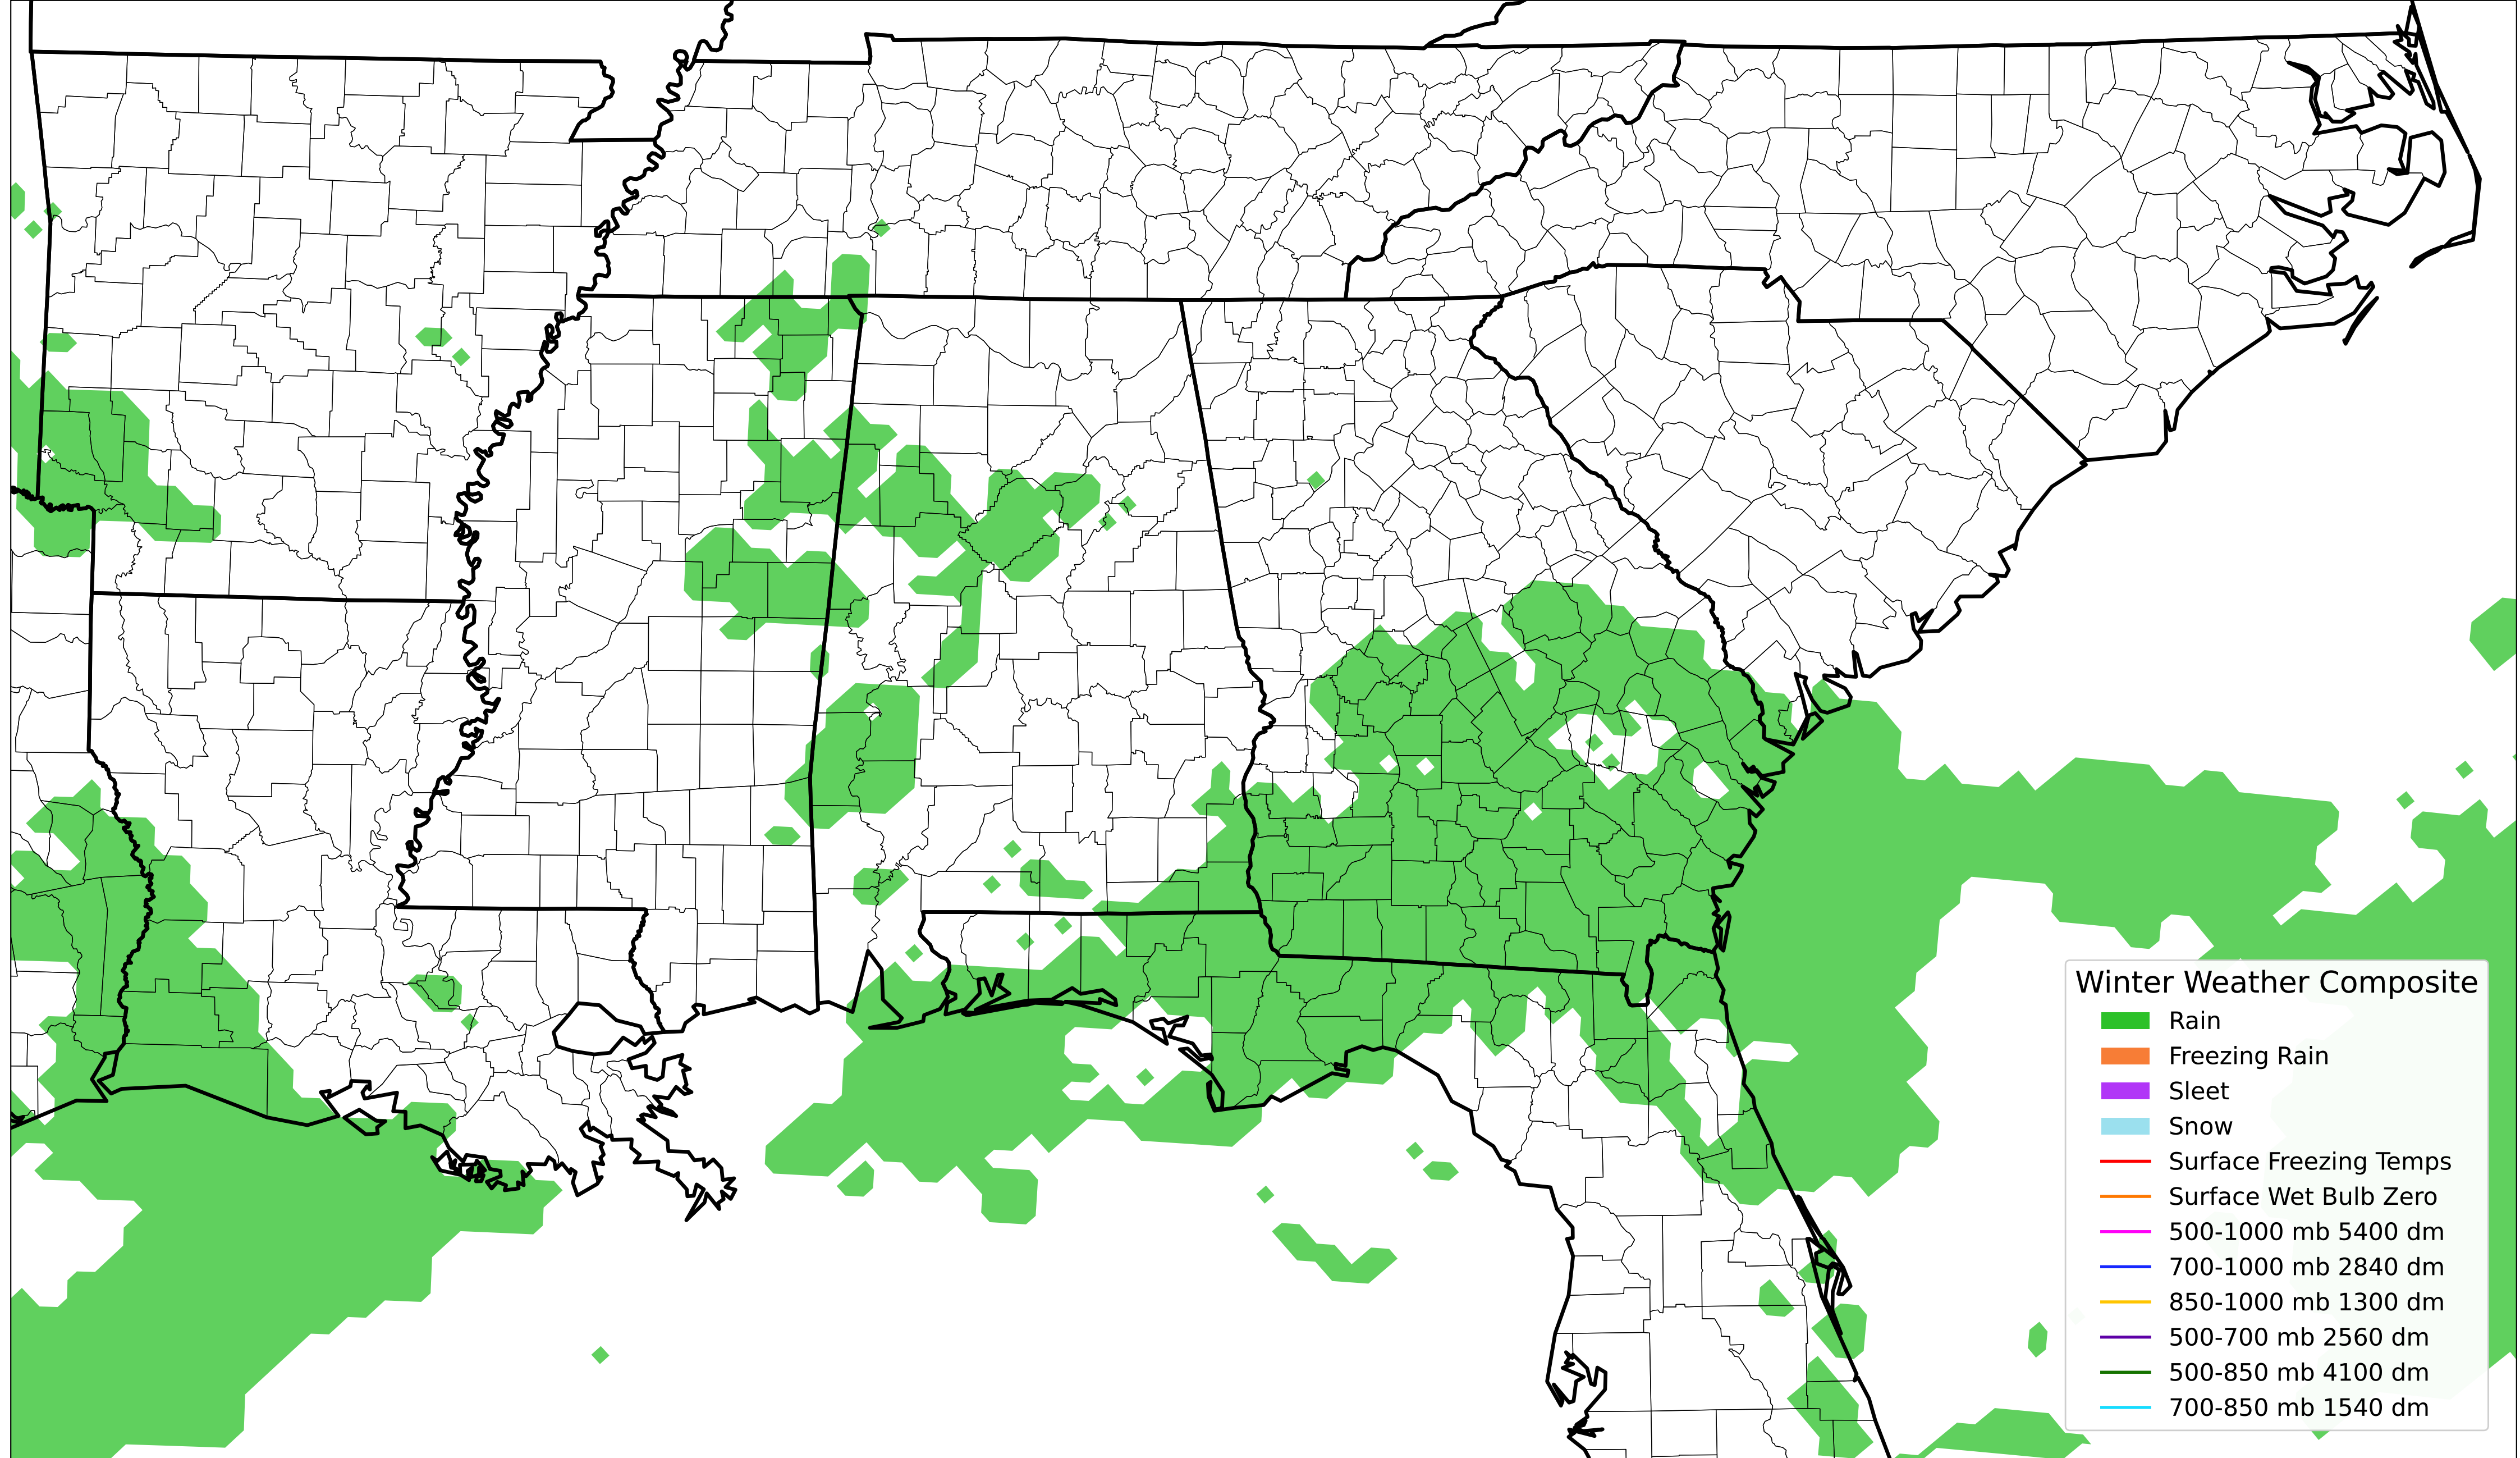 Winter Weather Composite
Rain
Freezing Rain
Sleet
Snow
Surface Freezing Temps
Surface Wet Bulb Zero
500-1000 mb 5400 dm
700-1000 mb 2840 dm
850-1000 mb 1300 dm
500-700 mb 2560 dm
500-850 mb 4100 dm
700-850 mb 1540 dm